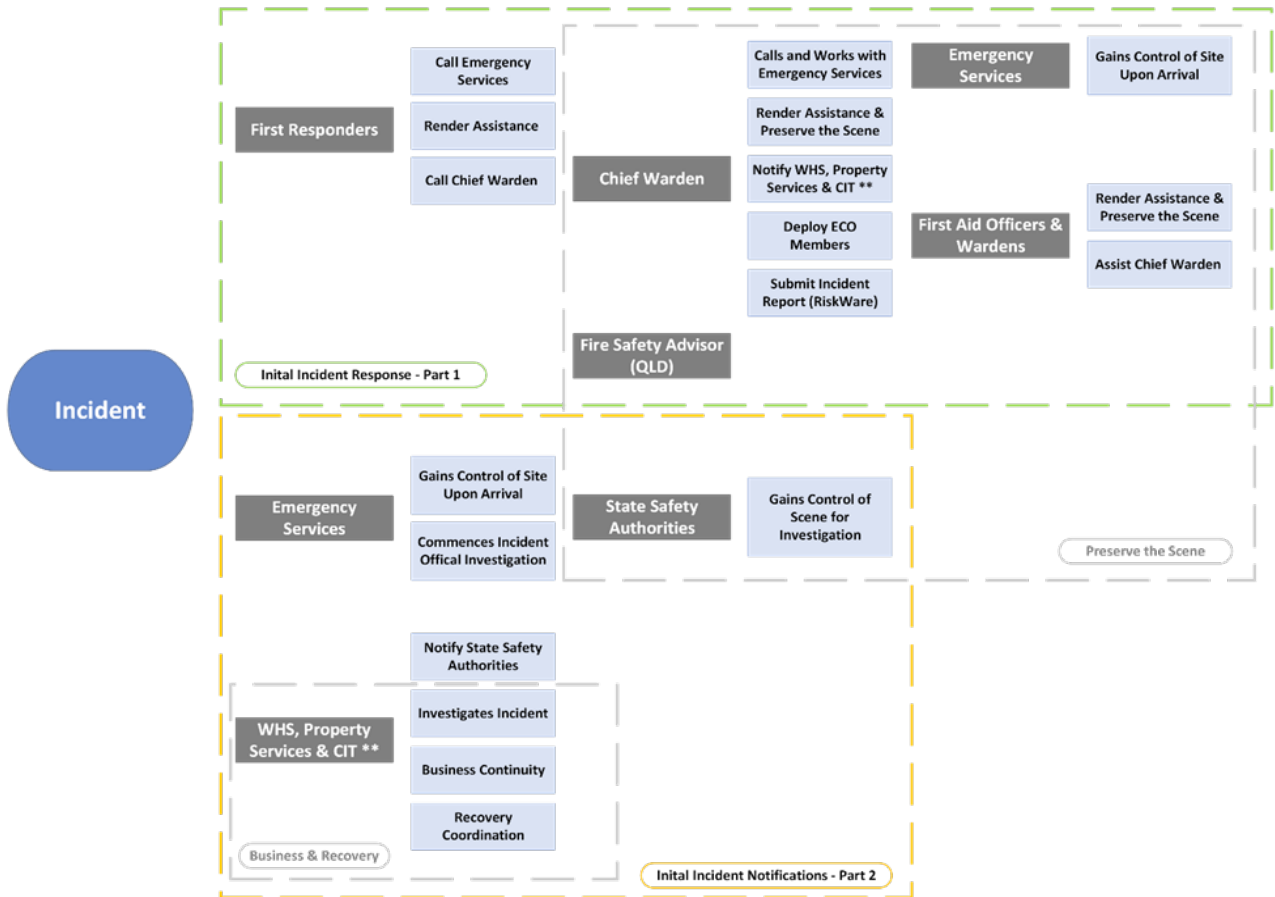 Incident
First Responders
Call Emergency
Services
Render Assistance
Call Chief Warden
Chief Warden
Calls and Works with
Emergency Services
Render Assistance &
Preserve the Scene
Notify WHS, Property
Services & CIT **
Deploy ECO
Members
Submit Incident
Report (RiskWare)
Emergency
Services
Gains Control of Site
Upon Arrival
First Aid Officers &
Wardens
Render Assistance &
Preserve the Scene
Assist Chief Warden
Fire Safety Advisor
(QLD)
Inital Incident Response - Part 1
Emergency
Services
Gains Control of Site
Upon Arrival
Commences Incident
Offical Investigation
State Safety
Authorities
Gains Control of
Scene for
Investigation
Preserve the Scene
WHS, Property
Services & CIT **
Notify State Safety
Authorities
Investigates Incident
Business Continuity
Recovery
Coordination
Business & Recovery
Inital Incident Notifications - Part 2